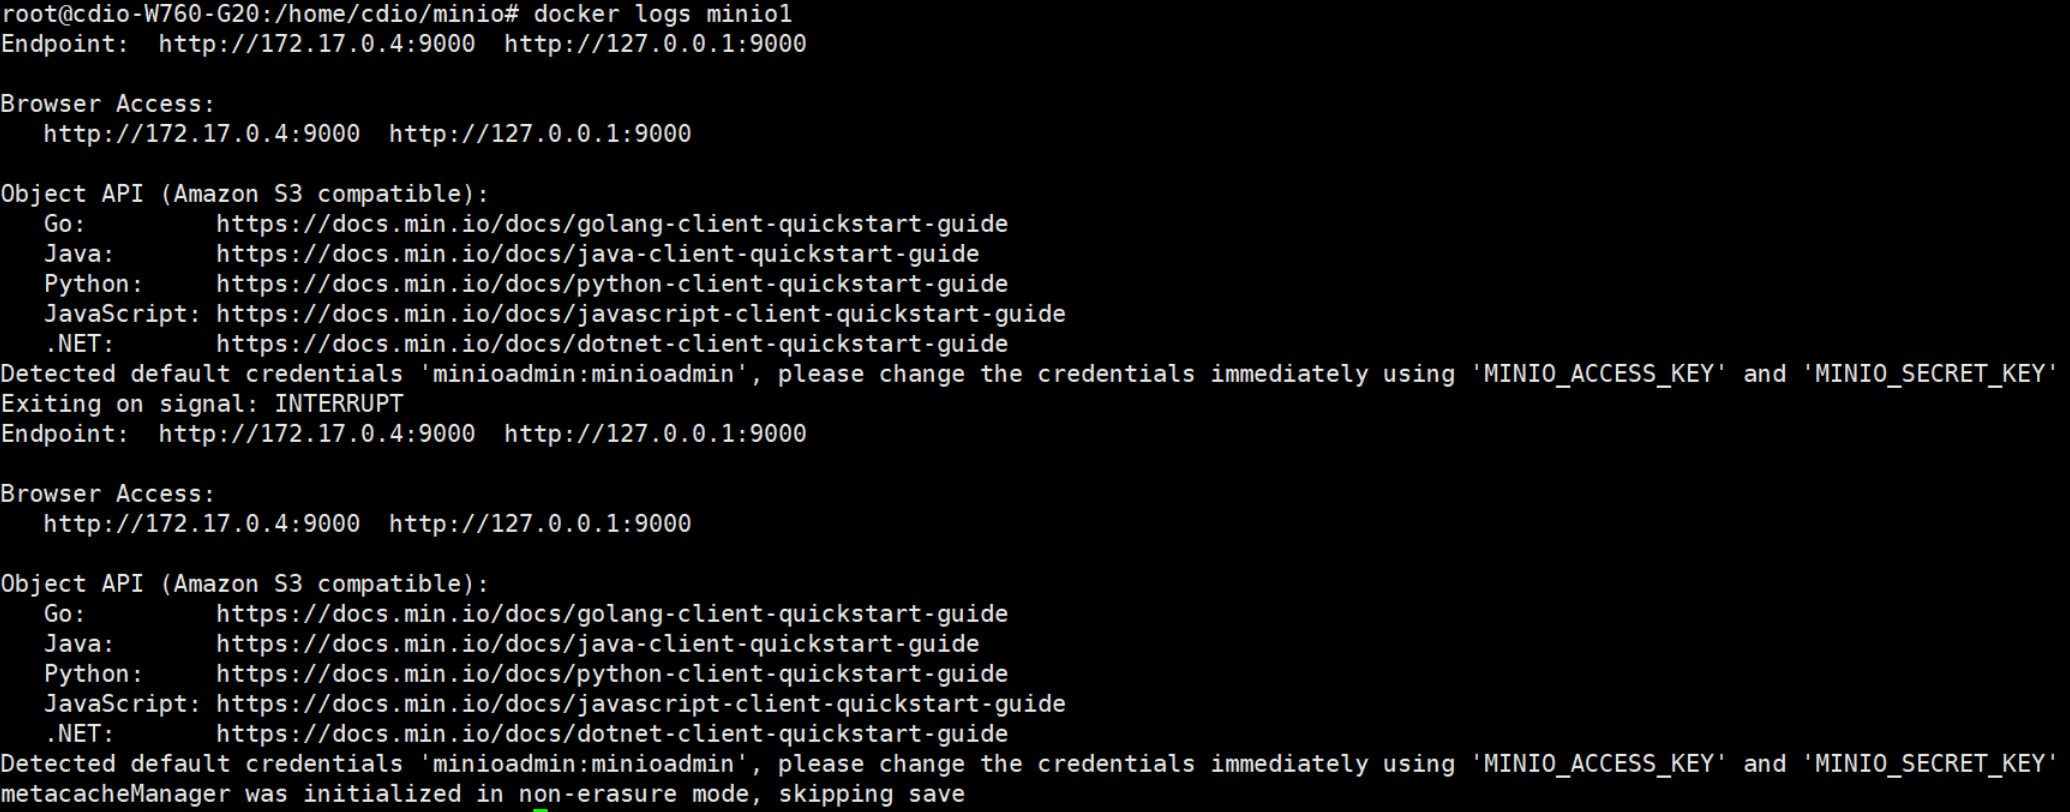 root@cdio-W760-G20:/home/cdio/minio# docker logs minio1
Endpoint:  http://172.17.0.4:9000  http://127.0.0.1:9000
Browser Access:
   http://172.17.0.4:9000  http://127.0.0.1:9000
Object API (Amazon S3 compatible):
   Go:         https://docs.min.io/docs/golang-client-quickstart-guide
   Java:       https://docs.min.io/docs/java-client-quickstart-guide
   Python:     https://docs.min.io/docs/python-client-quickstart-guide
   JavaScript: https://docs.min.io/docs/javascript-client-quickstart-guide
   .NET:       https://docs.min.io/docs/dotnet-client-quickstart-guide
Detected default credentials 'minioadmin:minioadmin', please change the credentials immediately using 'MINIO_ACCESS_KEY' and 'MINIO_SECRET_KEY'
Exiting on signal: INTERRUPT
Endpoint:  http://172.17.0.4:9000  http://127.0.0.1:9000
Browser Access:
   http://172.17.0.4:9000  http://127.0.0.1:9000
Object API (Amazon S3 compatible):
   Go:         https://docs.min.io/docs/golang-client-quickstart-guide
   Java:       https://docs.min.io/docs/java-client-quickstart-guide
   Python:     https://docs.min.io/docs/python-client-quickstart-guide
   JavaScript: https://docs.min.io/docs/javascript-client-quickstart-guide
   .NET:       https://docs.min.io/docs/dotnet-client-quickstart-guide
Detected default credentials 'minioadmin:minioadmin', please change the credentials immediately using 'MINIO_ACCESS_KEY' and 'MINIO_SECRET_KEY'
metacacheManager was initialized in non-erasure mode, skipping save